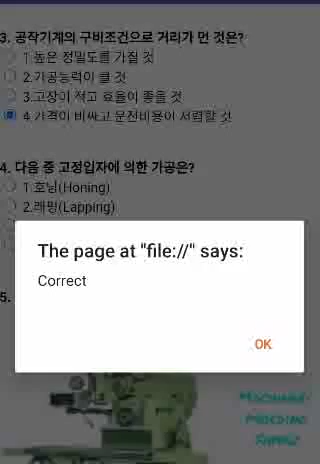 3. 공작기계의 구비조건으로 거리가 먼 것은?
1.높은 정밀도를 가질 것
2.가공능력이 클 것
3.고장이 적고 효율이 좋을 것
4.가격이 비싸고 운전비용이 저렴할 것
4. 다음 중 고정입자에 의한 가공은?
1.호닝(Honing)
2.래핑(Lapping)
The page at "file://" says:
Correct
OK
5.